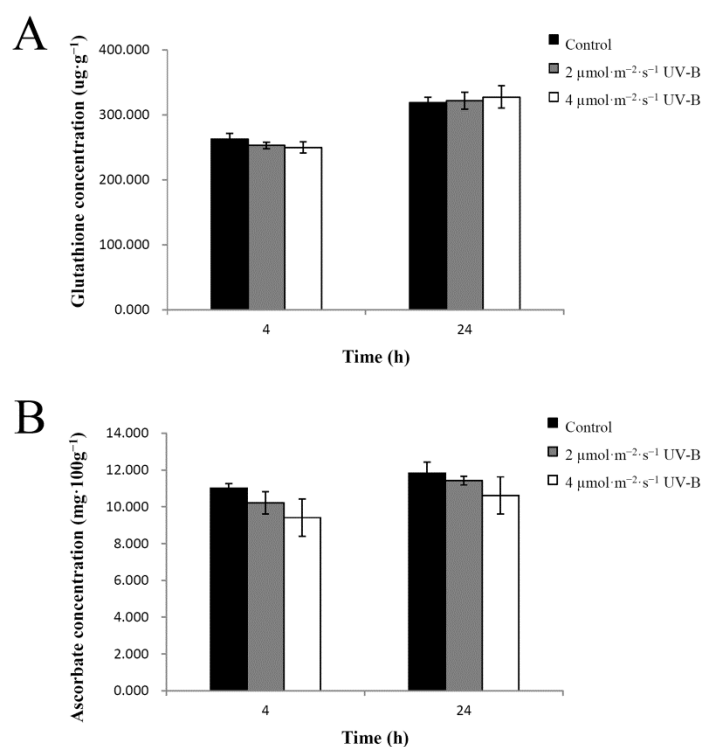 A
Glutathione concentration (ug·g⁻¹)
400.000
300.000
200.000
100.000
0.000
4
24
Time (h)
Control
2 µmol·m⁻²·s⁻¹ UV-B
4 µmol·m⁻²·s⁻¹ UV-B
B
Ascorbate concentration (mg·100g⁻¹)
14.000
12.000
10.000
8.000
6.000
4.000
2.000
0.000
4
24
Time (h)
Control
2 µmol·m⁻²·s⁻¹ UV-B
4 µmol·m⁻²·s⁻¹ UV-B